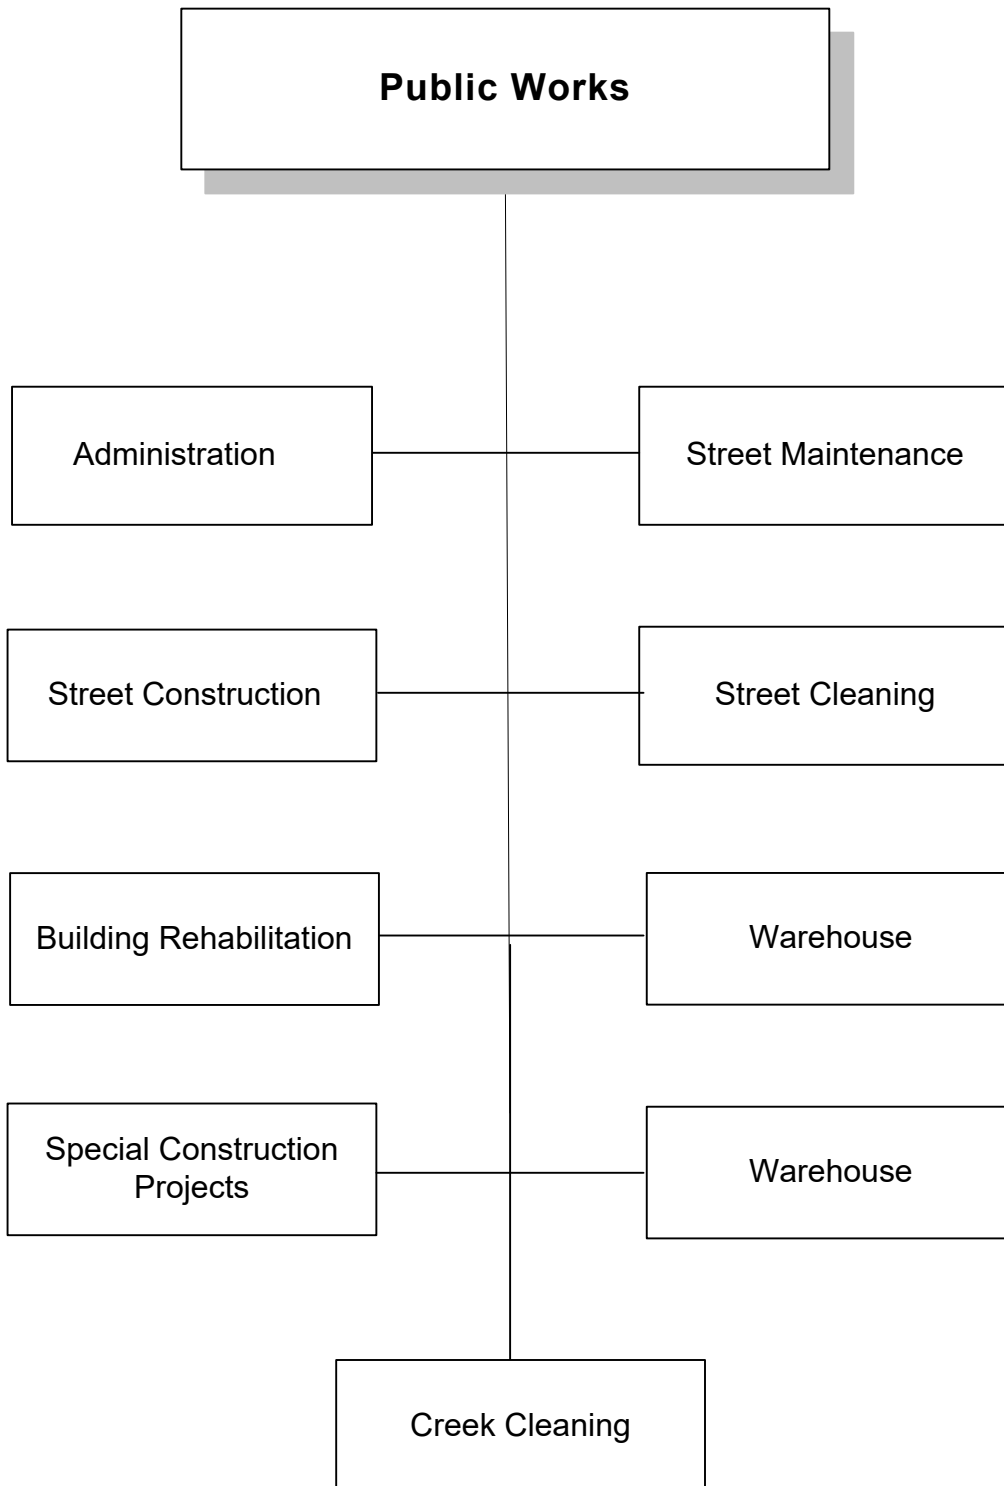 Public Works
Administration
Street Maintenance
Street Construction
Street Cleaning
Building Rehabilitation
Warehouse
Special Construction
Projects
Warehouse
Creek Cleaning